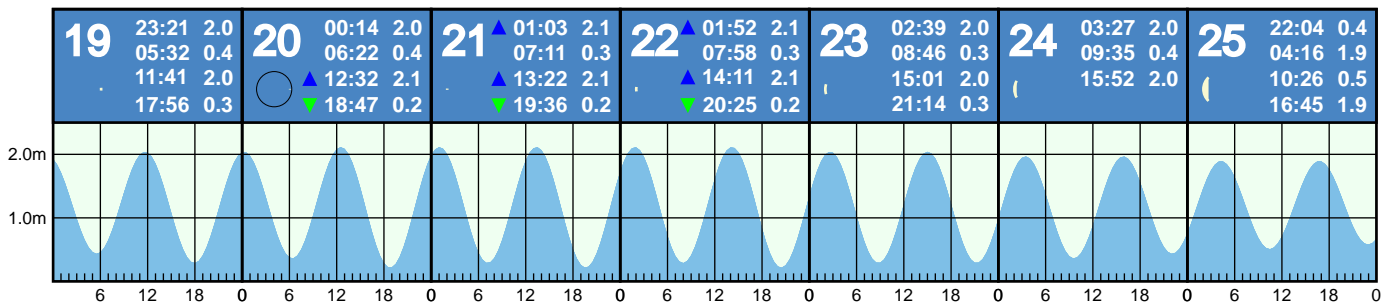 19
23:21 2.0
05:32 0.4
11:41 2.0
17:56 0.3
20
00:14 2.0
06:22 0.4
▲ 12:32 2.1
▼ 18:47 0.2
21
▲ 01:03 2.1
07:11 0.3
▲ 13:22 2.1
▼ 19:36 0.2
22
▲ 01:52 2.1
07:58 0.3
▲ 14:11 2.1
▼ 20:25 0.2
23
02:39 2.0
08:46 0.3
15:01 2.0
21:14 0.3
24
03:27 2.0
09:35 0.4
15:52 2.0
25
22:04 0.4
04:16 1.9
10:26 0.5
16:45 1.9
2.0m
1.0m
6 12 18 0 6 12 18 0 6 12 18 0 6 12 18 0 6 12 18 0 6 12 18 0 6 12 18 0